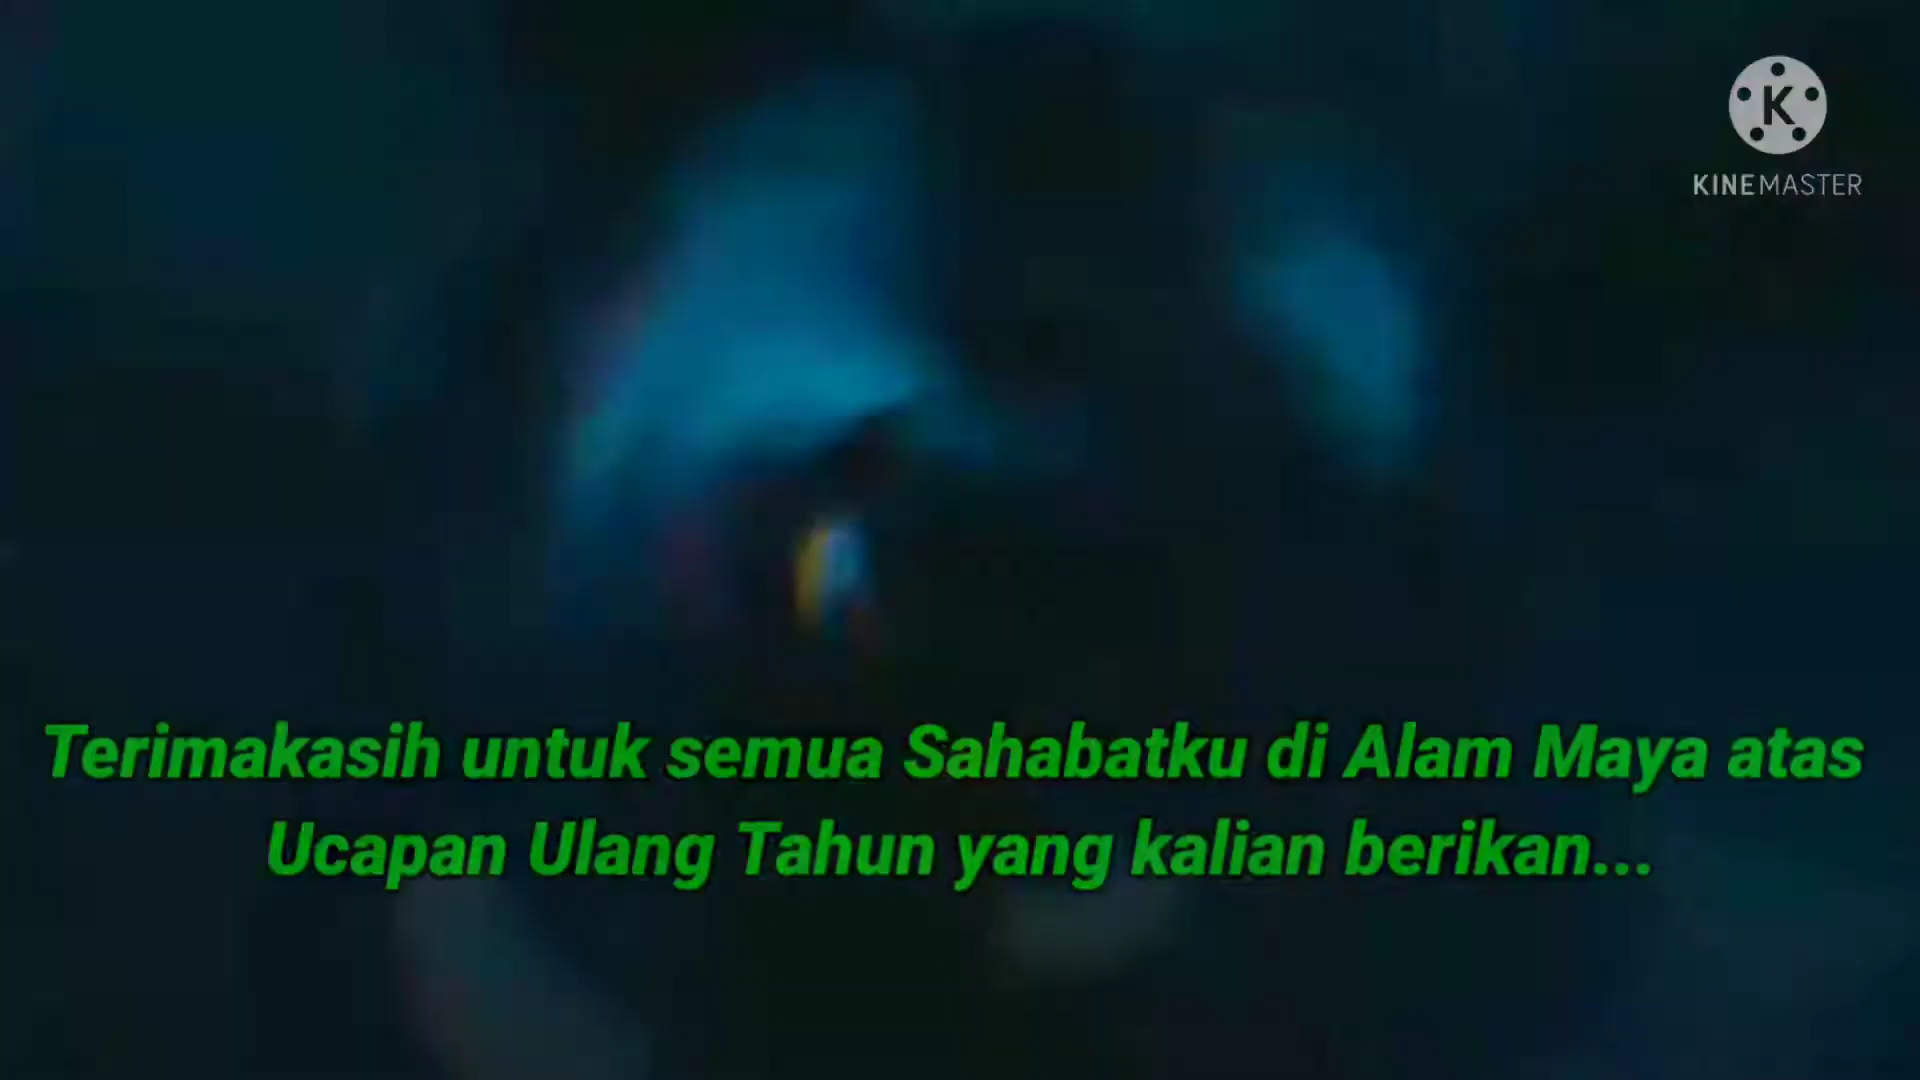 K
KINEMASTER
Terimakasih untuk semua Sahabatku di Alam Maya atas
Ucapan Ulang Tahun yang kalian berikan...